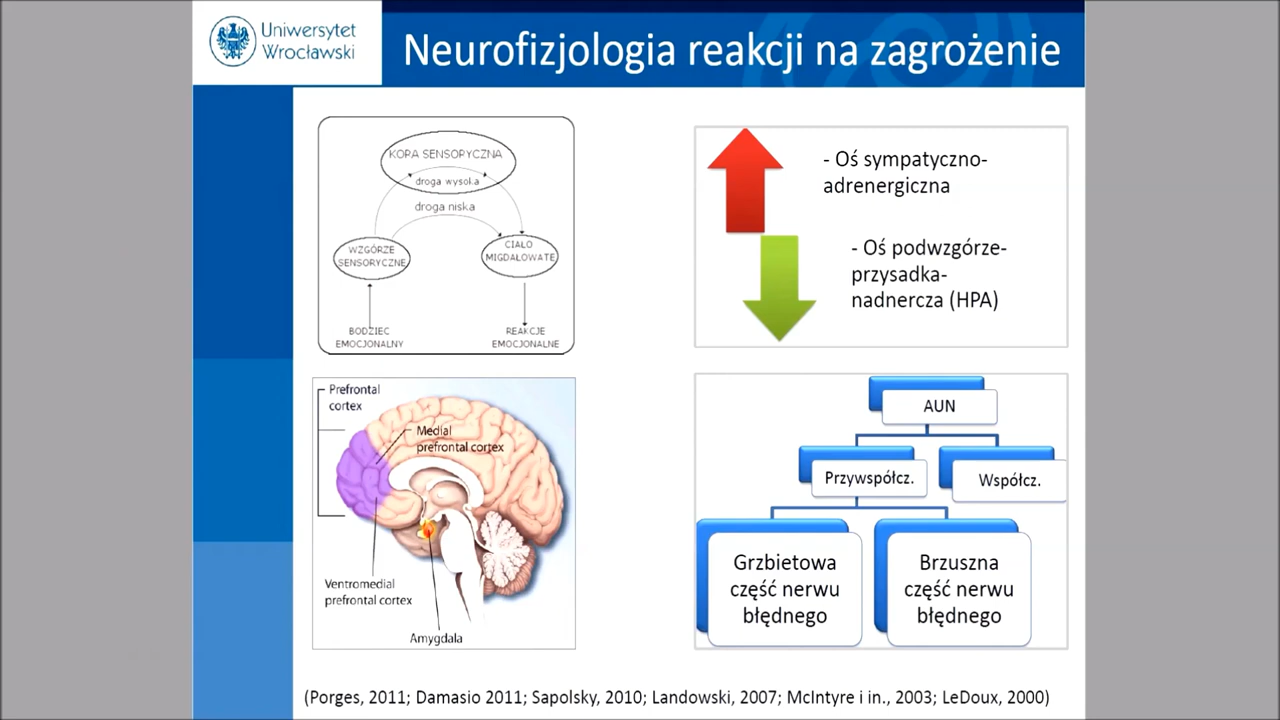 Uniwersytet
Wrocławski
Neurofizjologia reakcji na zagrożenie
KORA SENSORYCZNA
droga wysoka
droga niska
WZGÓRZE
SENSORYCZNE
CIAŁO
MIGDAŁOWATE
BODZIEC
EMOCJONALNY
REAKCJE
EMOCJONALNE
- Oś sympatyczno-
adrenergiczna
- Oś podwzgórze-
przysadka-
nadnercza (HPA)
Prefrontal
cortex
Medial
prefrontal cortex
Ventromedial
prefrontal cortex
Amygdala
AUN
Przywspółcz.
Współcz.
Grzbietowa
część nerwu
błędnego
Brzuszna
część nerwu
błędnego
(Porges, 2011; Damasio 2011; Sapolsky, 2010; Landowski, 2007; McIntyre i in., 2003; LeDoux, 2000)